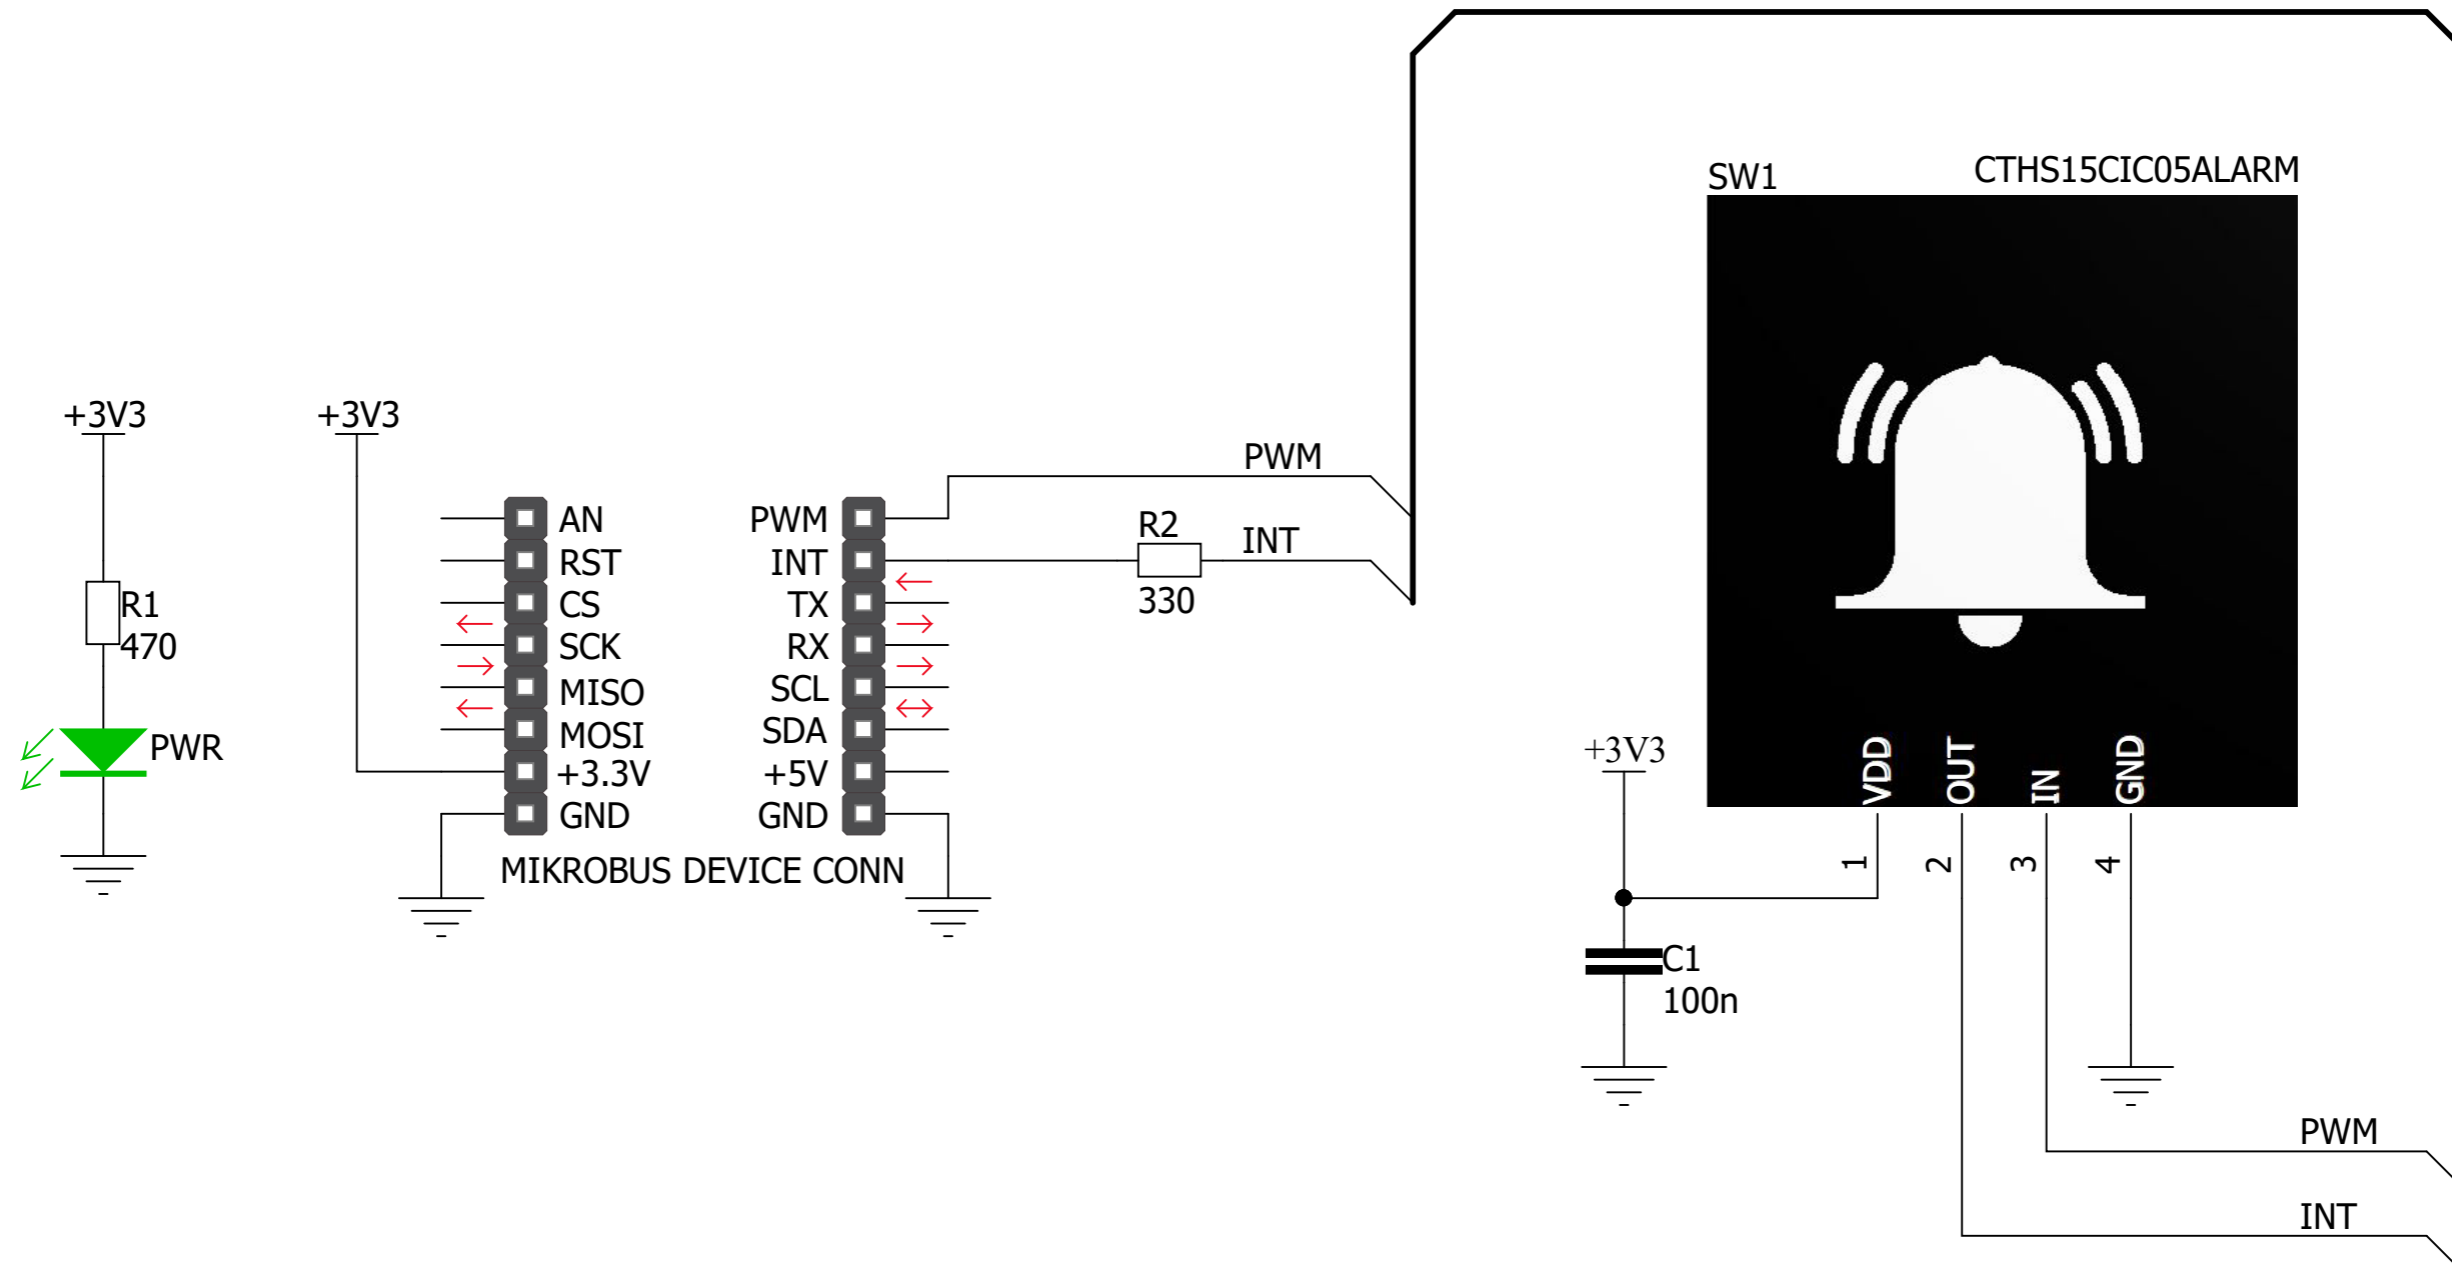 SW1
CTHS15CIC05ALARM
+3V3
R1
470
PWR
+3V3
AN
RST
CS
SCK
MISO
MOSI
+3.3V
GND
PWM
INT
TX
RX
SCL
SDA
+5V
GND
MIKROBUS DEVICE CONN
PWM
R2
330
INT
+3V3
C1
100n
VDD
OUT
IN
GND
1
2
3
4
PWM
INT